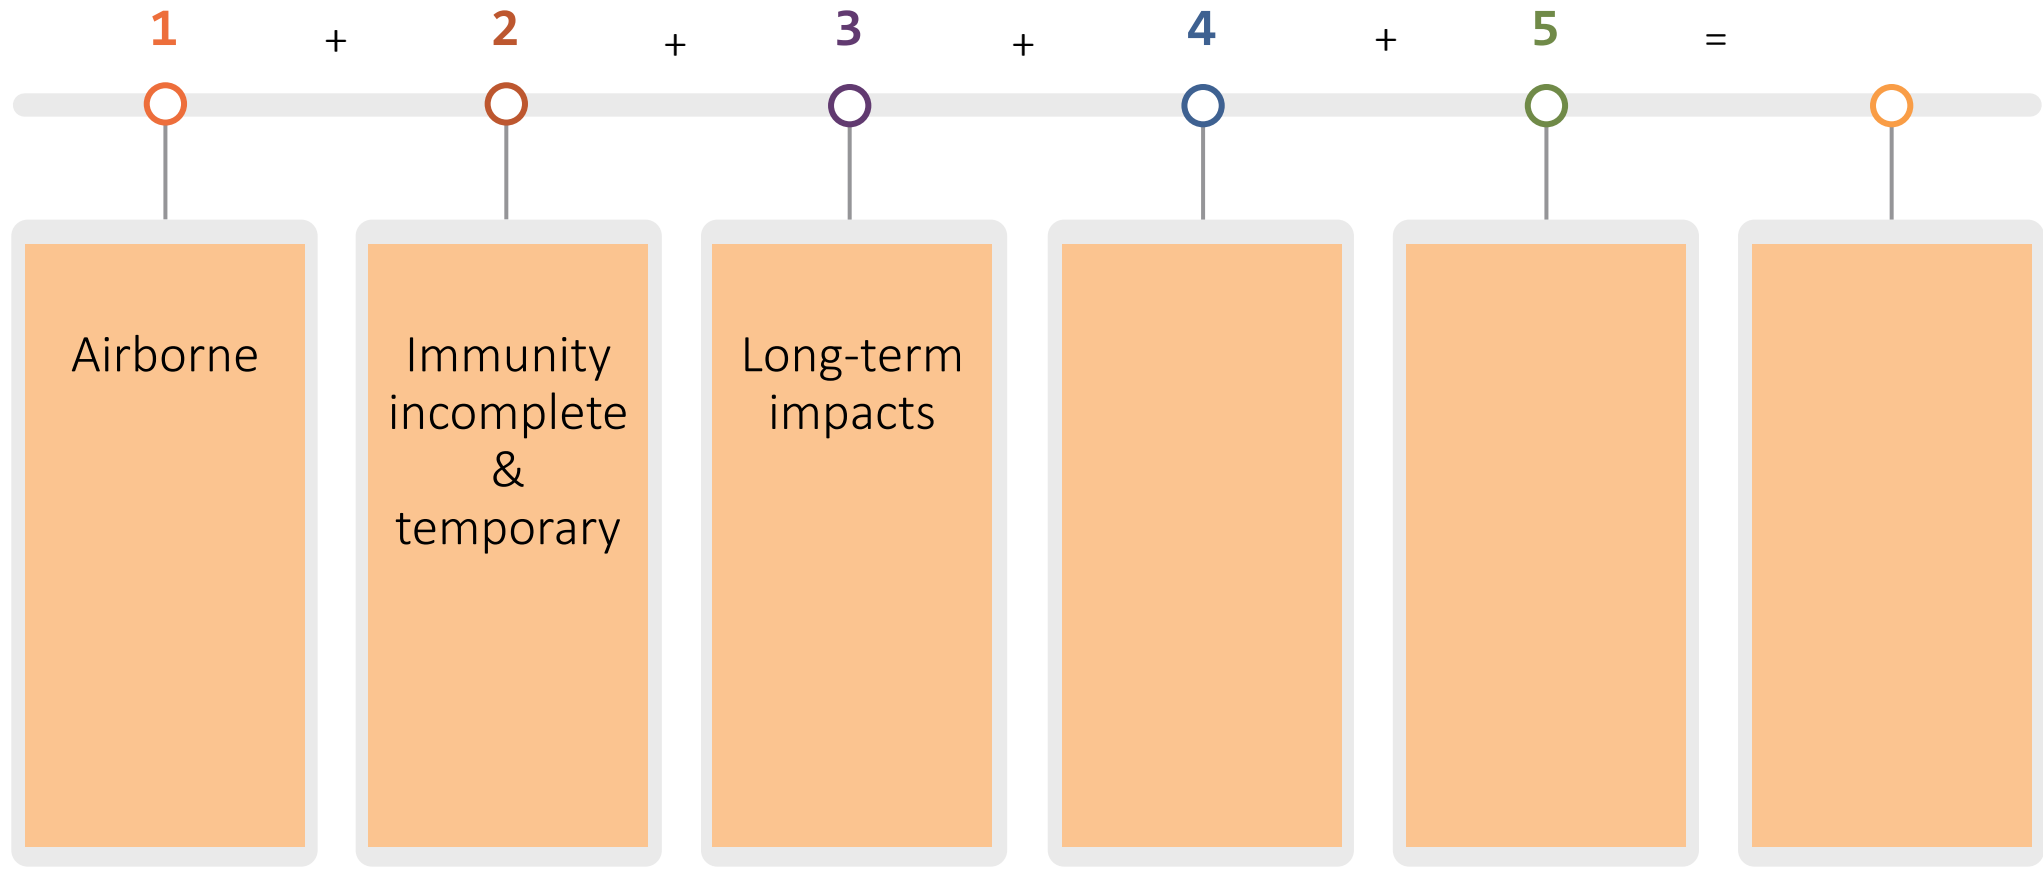 1 + 2 + 3 + 4 + 5 =
Airborne
Immunity
incomplete
&
temporary
Long-term
impacts